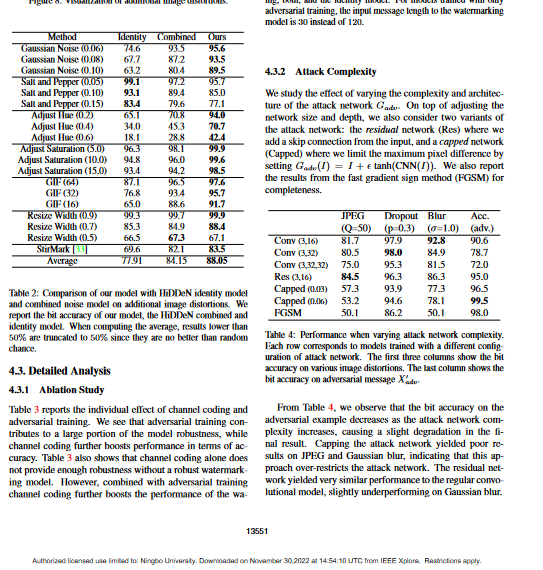 Figure 8. Visualization of additional image distortions.
Method Identity Combined Ours
Gaussian Noise (0.06) 74.6 93.5 95.6
Gaussian Noise (0.08) 67.7 87.2 93.5
Gaussian Noise (0.10) 63.2 80.4 89.5
Salt and Pepper (0.05) 99.1 97.2 95.7
Salt and Pepper (0.10) 93.1 89.4 85.0
Salt and Pepper (0.15) 83.4 79.6 77.1
Adjust Hue (0.2) 65.1 70.8 94.0
Adjust Hue (0.4) 34.0 45.3 70.7
Adjust Hue (0.6) 18.1 28.8 42.4
Adjust Saturation (5.0) 96.3 98.1 99.9
Adjust Saturation (10.0) 94.8 96.0 99.6
Adjust Saturation (15.0) 93.4 94.2 98.5
GIF (64) 87.1 96.5 97.6
GIF (32) 76.8 93.4 95.7
GIF (16) 65.0 88.6 91.7
Resize Width (0.9) 99.3 99.7 99.9
Resize Width (0.7) 85.3 84.9 88.4
Resize Width (0.5) 66.5 67.3 67.1
StirMark [33] 69.6 82.1 83.5
Average 77.91 84.15 88.05
Table 2: Comparison of our model with HiDDeN identity model
and combined noise model on additional image distortions. We
report the bit accuracy of our model, the HiDDeN combined and
identity model. When computing the average, results lower than
50% are truncated to 50% since they are no better than random
chance.
4.3. Detailed Analysis
4.3.1 Ablation Study
Table 3 reports the individual effect of channel coding and
adversarial training. We see that adversarial training con-
tributes to a large portion of the model robustness, while
channel coding further boosts performance in terms of ac-
curacy. Table 3 also shows that channel coding alone does
not provide enough robustness without a robust watermark-
ing model. However, combined with adversarial training
channel coding further boosts the performance of the wa-
ing, both, and the identity model. For models trained with only
adversarial training, the input message length to the watermarking
model is 30 instead of 120.
4.3.2 Attack Complexity
We study the effect of varying the complexity and architec-
ture of the attack network Gadv. On top of adjusting the
network size and depth, we also consider two variants of
the attack network: the residual network (Res) where we
add a skip connection from the input, and a capped network
(Capped) where we limit the maximum pixel difference by
setting Gadv(I) = I + ϵ tanh(CNN(I)). We also report
the results from the fast gradient sign method (FGSM) for
completeness.
JPEG Dropout Blur Acc.
(Q=50) (p=0.3) (σ=1.0) (adv.)
Conv (3,16) 81.7 97.9 92.8 90.6
Conv (3,32) 80.5 98.0 84.9 78.7
Conv (3,32,32) 75.0 95.3 81.5 72.0
Res (3,16) 84.5 96.3 86.3 95.0
Capped (0.03) 57.3 93.9 77.3 96.5
Capped (0.06) 53.2 94.6 78.1 99.5
FGSM 50.1 86.2 50.1 98.0
Table 4: Performance when varying attack network complexity.
Each row corresponds to models trained with a different config-
uration of attack network. The first three columns show the bit
accuracy on various image distortions. The last column shows the
bit accuracy on adversarial message X′adv.
From Table 4, we observe that the bit accuracy on the
adversarial example decreases as the attack network com-
plexity increases, causing a slight degradation in the fi-
nal result. Capping the attack network yielded poor re-
sults on JPEG and Gaussian blur, indicating that this ap-
proach over-restricts the attack network. The residual net-
work yielded very similar performance to the regular convo-
lutional model, slightly underperforming on Gaussian blur.
13551
Authorized licensed use limited to: Ningbo University. Downloaded on November 30,2022 at 14:54:10 UTC from IEEE Xplore. Restrictions apply.